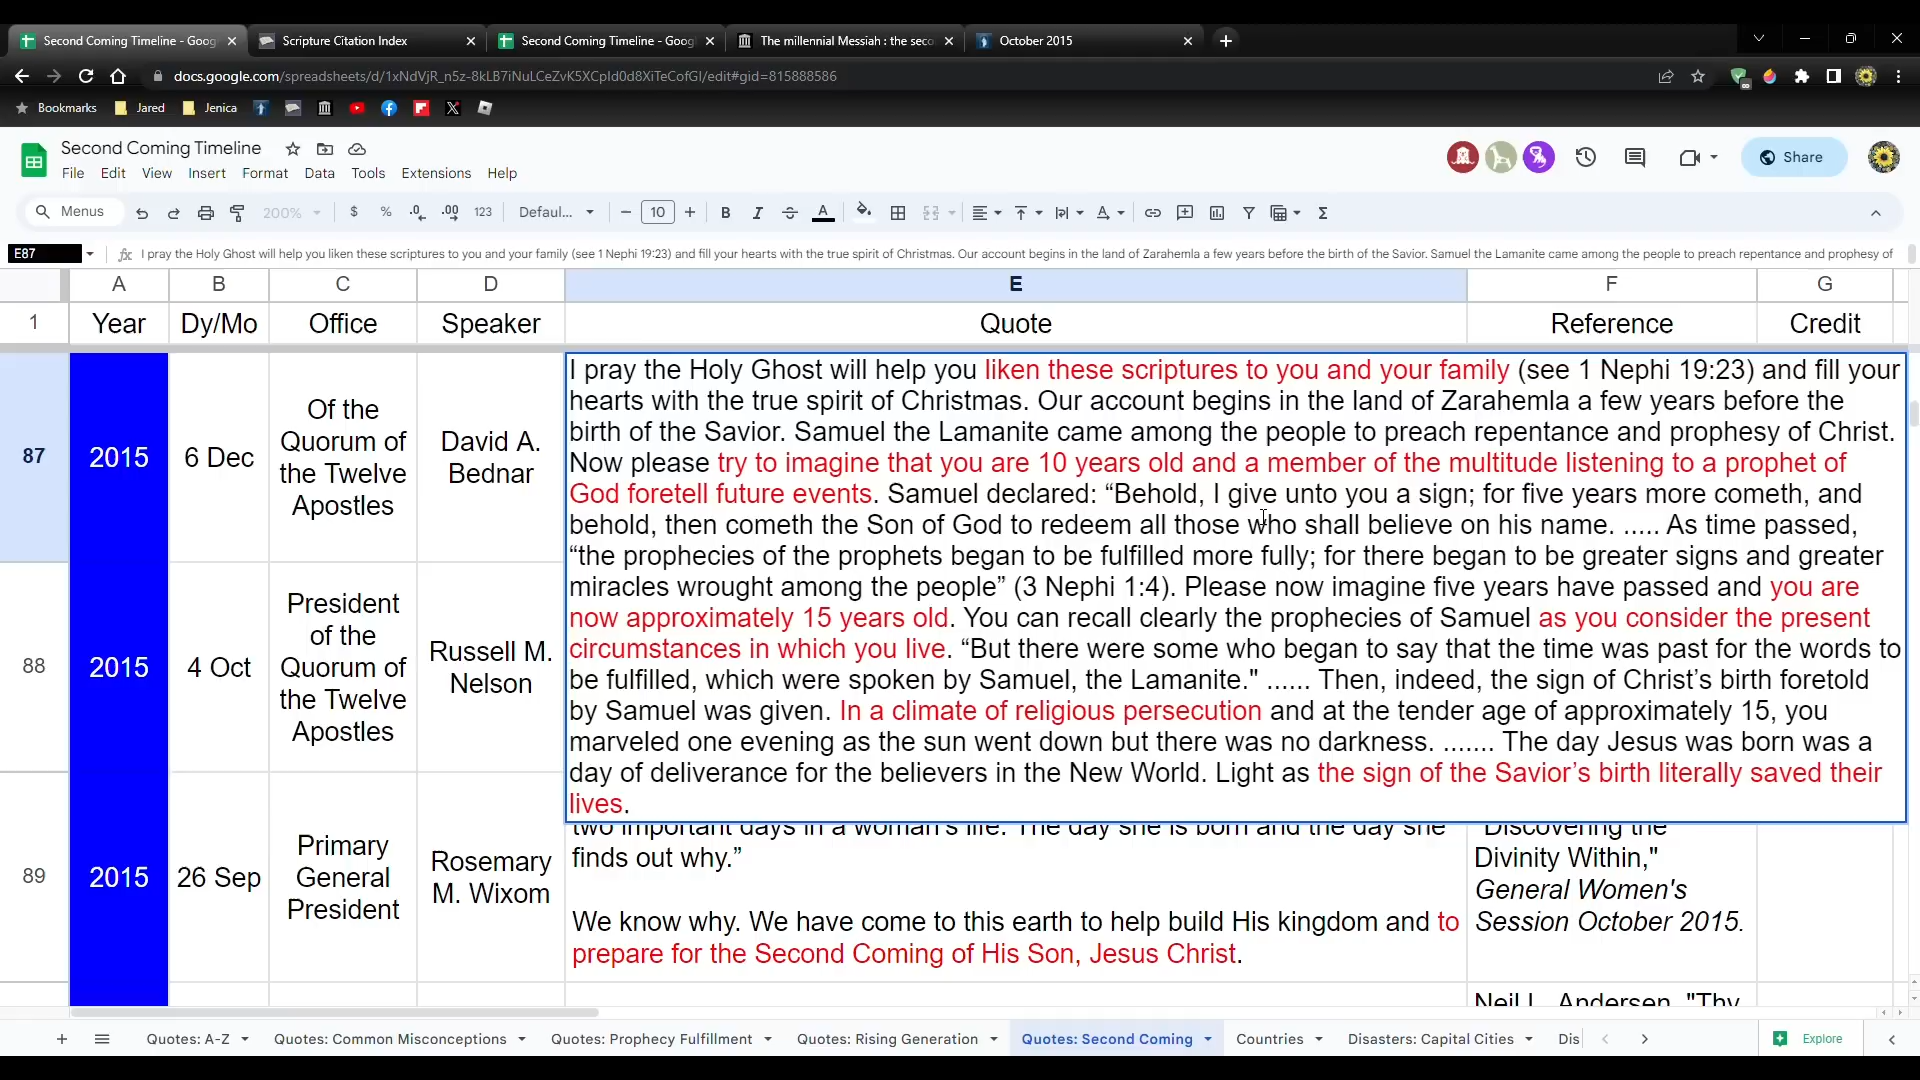 Second Coming Timeline - Goog
Scripture Citation Index
Second Coming Timeline - Goog
The millennial Messiah : the seco
October 2015
docs.google.com/spreadsheets/d/1xNdVjR_n5z-8kLB7iNuLCeZvK5XCpId0d8XiTeCofGI/edit#gid=815888586
Bookmarks
Jared
Jenica
Second Coming Timeline
File Edit View Insert Format Data Tools Extensions Help
Share
Menus
200%
$ % .0 .00 123
Defaul...
10
B I A
E87
fx
I pray the Holy Ghost will help you liken these scriptures to you and your family (see 1 Nephi 19:23) and fill your hearts with the true spirit of Christmas. Our account begins in the land of Zarahemla a few years before the birth of the Savior. Samuel the Lamanite came among the people to preach repentance and prophesy of
A B C D E F G
1 Year Dy/Mo Office Speaker Quote Reference Credit
87
2015
6 Dec
Of the
Quorum of
the Twelve
Apostles
David A.
Bednar
I pray the Holy Ghost will help you liken these scriptures to you and your family (see 1 Nephi 19:23) and fill your
hearts with the true spirit of Christmas. Our account begins in the land of Zarahemla a few years before the
birth of the Savior. Samuel the Lamanite came among the people to preach repentance and prophesy of Christ.
Now please try to imagine that you are 10 years old and a member of the multitude listening to a prophet of
God foretell future events. Samuel declared: “Behold, I give unto you a sign; for five years more cometh, and
behold, then cometh the Son of God to redeem all those who shall believe on his name. ..... As time passed,
“the prophecies of the prophets began to be fulfilled more fully; for there began to be greater signs and greater
miracles wrought among the people” (3 Nephi 1:4). Please now imagine five years have passed and you are
now approximately 15 years old. You can recall clearly the prophecies of Samuel as you consider the present
circumstances in which you live. “But there were some who began to say that the time was past for the words to
be fulfilled, which were spoken by Samuel, the Lamanite." ...... Then, indeed, the sign of Christ’s birth foretold
by Samuel was given. In a climate of religious persecution and at the tender age of approximately 15, you
marveled one evening as the sun went down but there was no darkness. ....... The day Jesus was born was a
day of deliverance for the believers in the New World. Light as the sign of the Savior’s birth literally saved their
lives.
88
2015
4 Oct
President
of the
Quorum of
the Twelve
Apostles
Russell M.
Nelson
89
2015
26 Sep
Primary
General
President
Rosemary
M. Wixom
two important days in a woman's life: The day she is born and the day she
finds out why.”
We know why. We have come to this earth to help build His kingdom and to
prepare for the Second Coming of His Son, Jesus Christ.
"Discovering the
Divinity Within,"
General Women's
Session October 2015.
Neil L. Andersen, "Thy
Quotes: A-Z
Quotes: Common Misconceptions
Quotes: Prophecy Fulfillment
Quotes: Rising Generation
Quotes: Second Coming
Countries
Disasters: Capital Cities
Dis
Explore